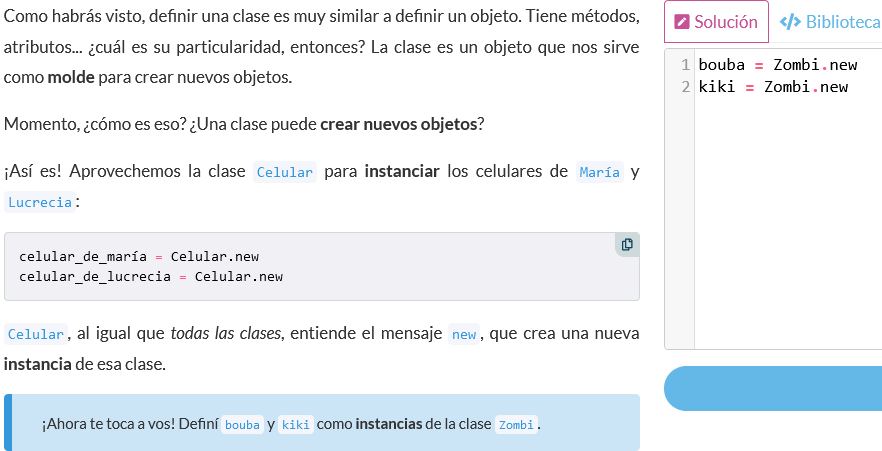 Como habrás visto, definir una clase es muy similar a definir un objeto. Tiene métodos,
atributos... ¿cuál es su particularidad, entonces? La clase es un objeto que nos sirve
como molde para crear nuevos objetos.
Momento, ¿cómo es eso? ¿Una clase puede crear nuevos objetos?
¡Así es! Aprovechemos la clase Celular para instanciar los celulares de María y
Lucrecia:
celular_de_maría = Celular.new
celular_de_lucrecia = Celular.new
Celular, al igual que todas las clases, entiende el mensaje new, que crea una nueva
instancia de esa clase.
¡Ahora te toca a vos! Definí bouba y kiki como instancias de la clase Zombi.
Solución </> Biblioteca
1 bouba = Zombi.new
2 kiki = Zombi.new